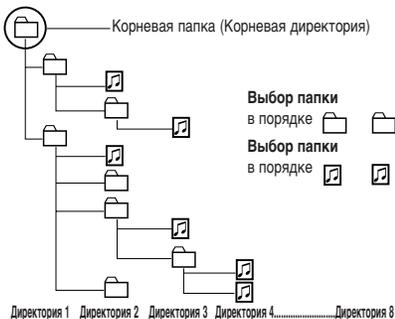 Корневая папка (Корневая директория)
Выбор папки
в порядке
Выбор папки
в порядке
Директория 1 Директория 2 Директория 3 Директория 4........................Директория 8